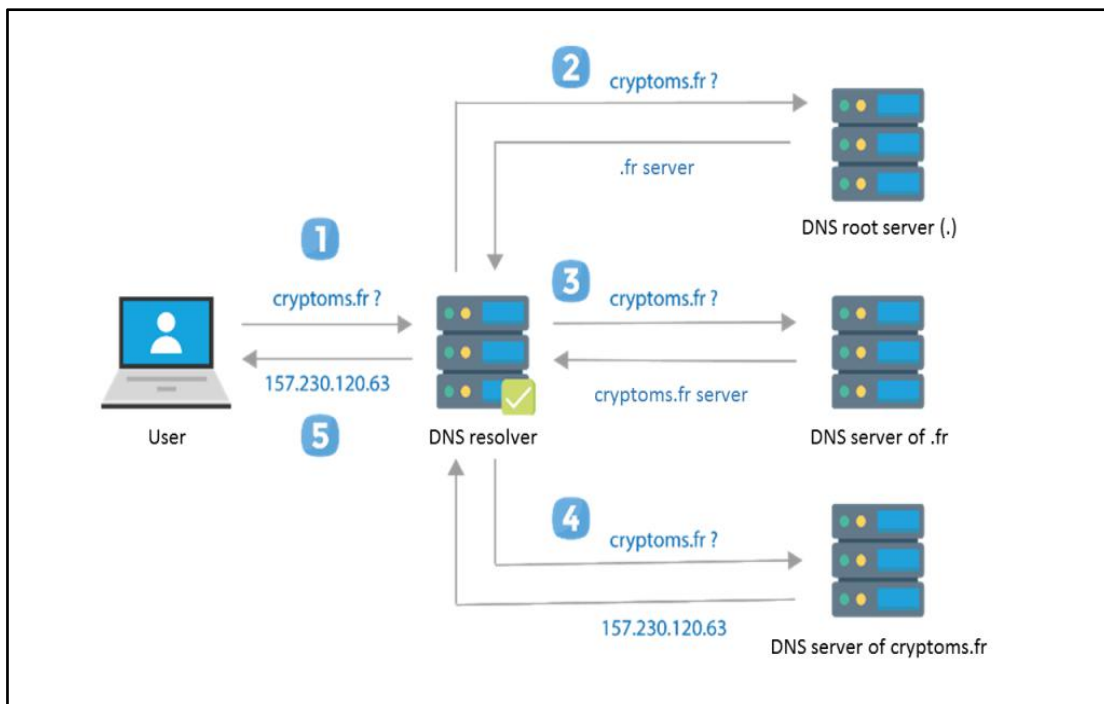 2
cryptoms.fr ?
.fr server
DNS root server (.)
1
cryptoms.fr ?
157.230.120.63
5
User
DNS resolver
3
cryptoms.fr ?
cryptoms.fr server
DNS server of .fr
4
cryptoms.fr ?
157.230.120.63
DNS server of cryptoms.fr